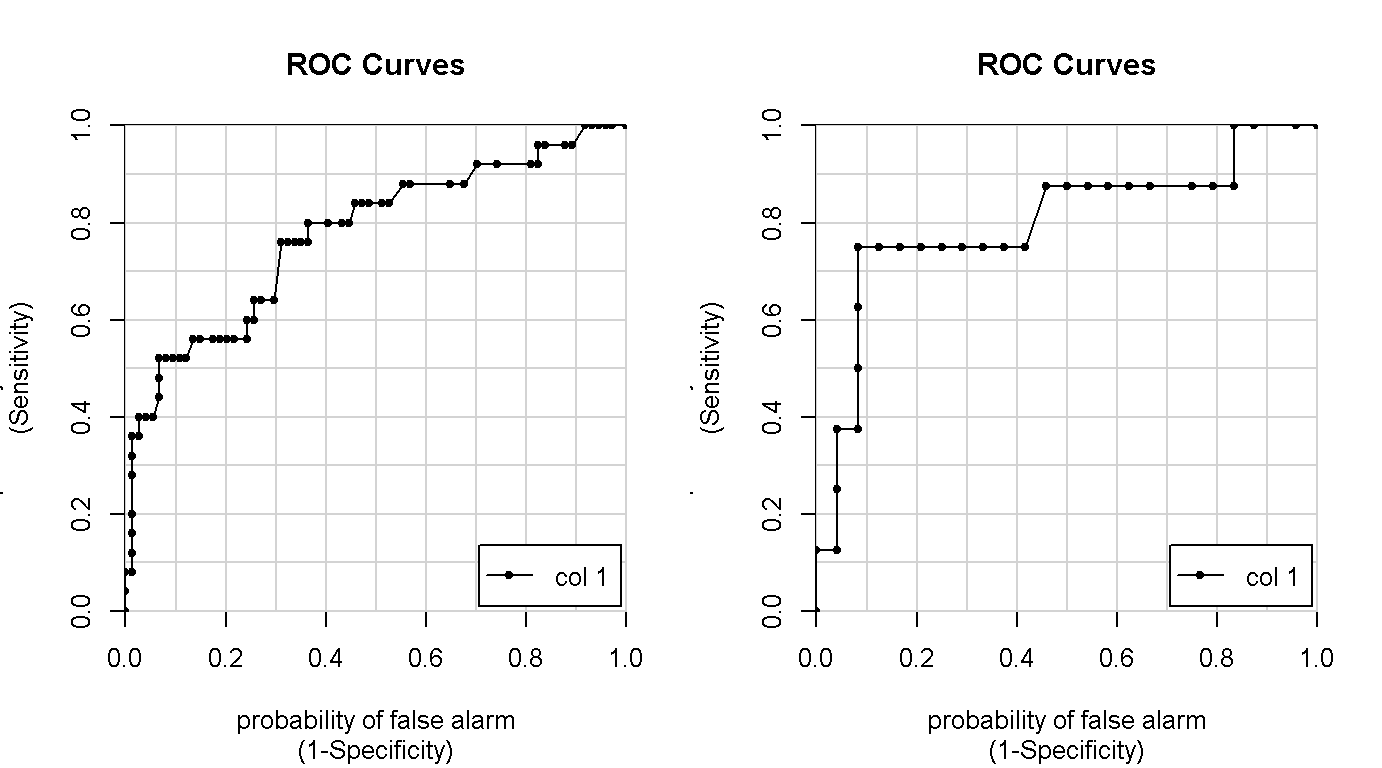 ROC Curves
(Sensitivity)
0.0 0.2 0.4 0.6 0.8 1.0
col 1
0.0 0.2 0.4 0.6 0.8 1.0
probability of false alarm
(1-Specificity)
ROC Curves
(Sensitivity)
0.0 0.2 0.4 0.6 0.8 1.0
col 1
0.0 0.2 0.4 0.6 0.8 1.0
probability of false alarm
(1-Specificity)